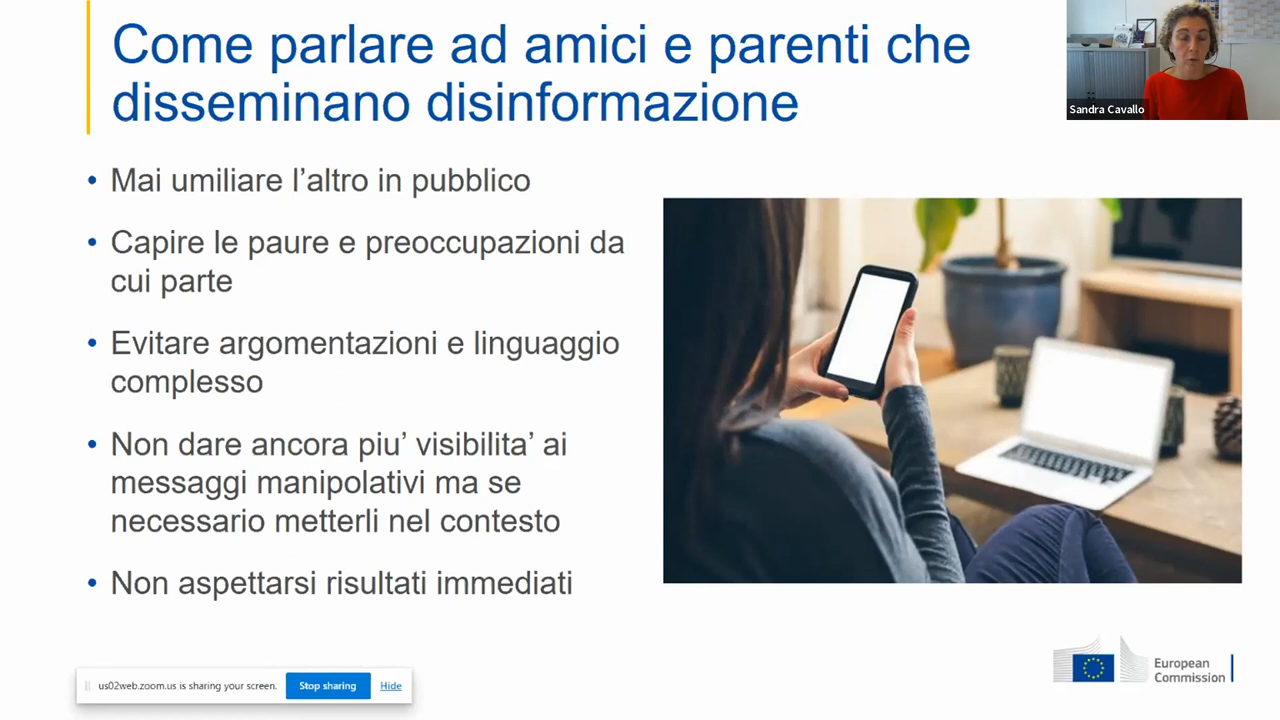 Come parlare ad amici e parenti che
disseminano disinformazione
Sandra Cavallo
• Mai umiliare l’altro in pubblico
• Capire le paure e preoccupazioni da
cui parte
• Evitare argomentazioni e linguaggio
complesso
• Non dare ancora piu’ visibilita’ ai
messaggi manipolativi ma se
necessario metterli nel contesto
• Non aspettarsi risultati immediati
us02web.zoom.us is sharing your screen.
Stop sharing
Hide
European
Commission